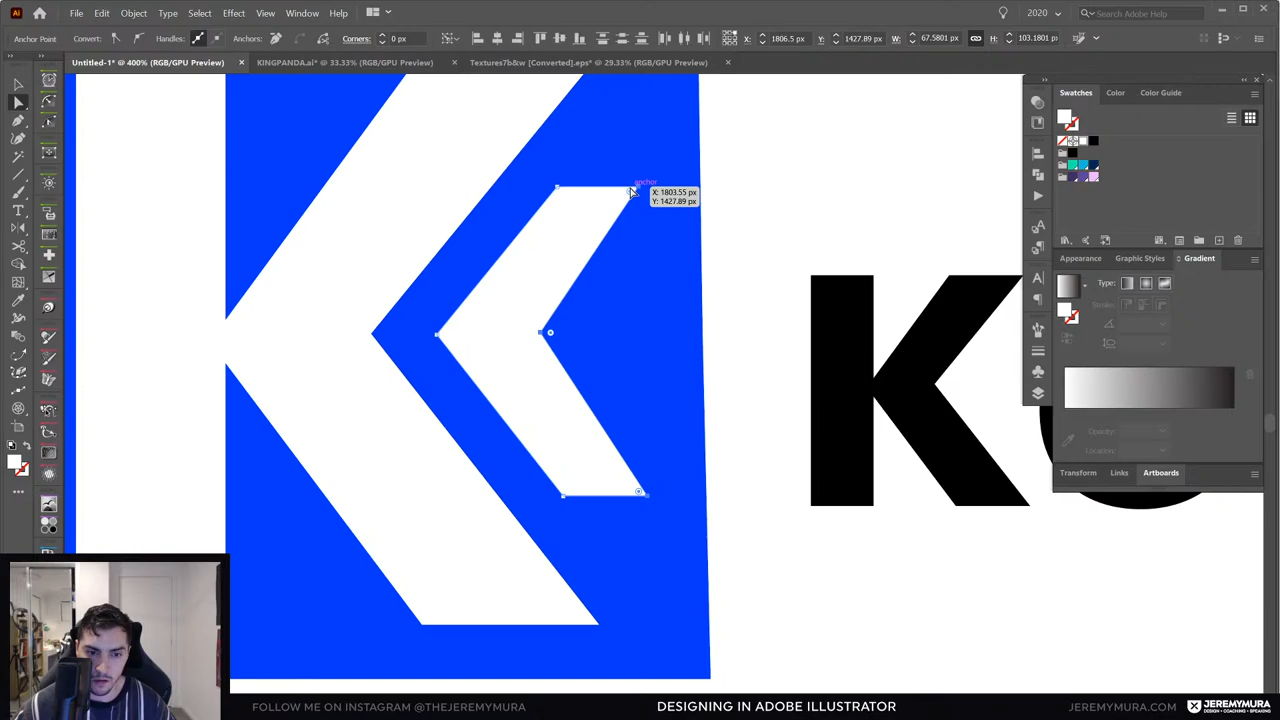 Ai File Edit Object Type Select Effect View Window Help 2020 Search Adobe Help
Anchor Point Convert: Handles: Anchors: Corners: 0 px X: 1806.5 px Y: 1427.89 px W: 67.5801 px H: 103.1801 px
Untitled-1* @ 400% (RGB/GPU Preview) × KINGPANDA.ai* @ 33.33% (RGB/GPU Preview) × Textures7b&w [Converted].eps* @ 29.33% (RGB/GPU Preview) ×
Swatches Color Color Guide
anchor
X: 1803.55 px
Y: 1427.89 px
Appearance Graphic Styles Gradient
Type:
Stroke:
K
Opacity:
Location:
Transform Links Artboards
FOLLOW ME ON INSTAGRAM @THEJEREMYMURA DESIGNING IN ADOBE ILLUSTRATOR JEREMYMURA.COM JEREMYMURA
DESIGN • COACHING • SPEAKING